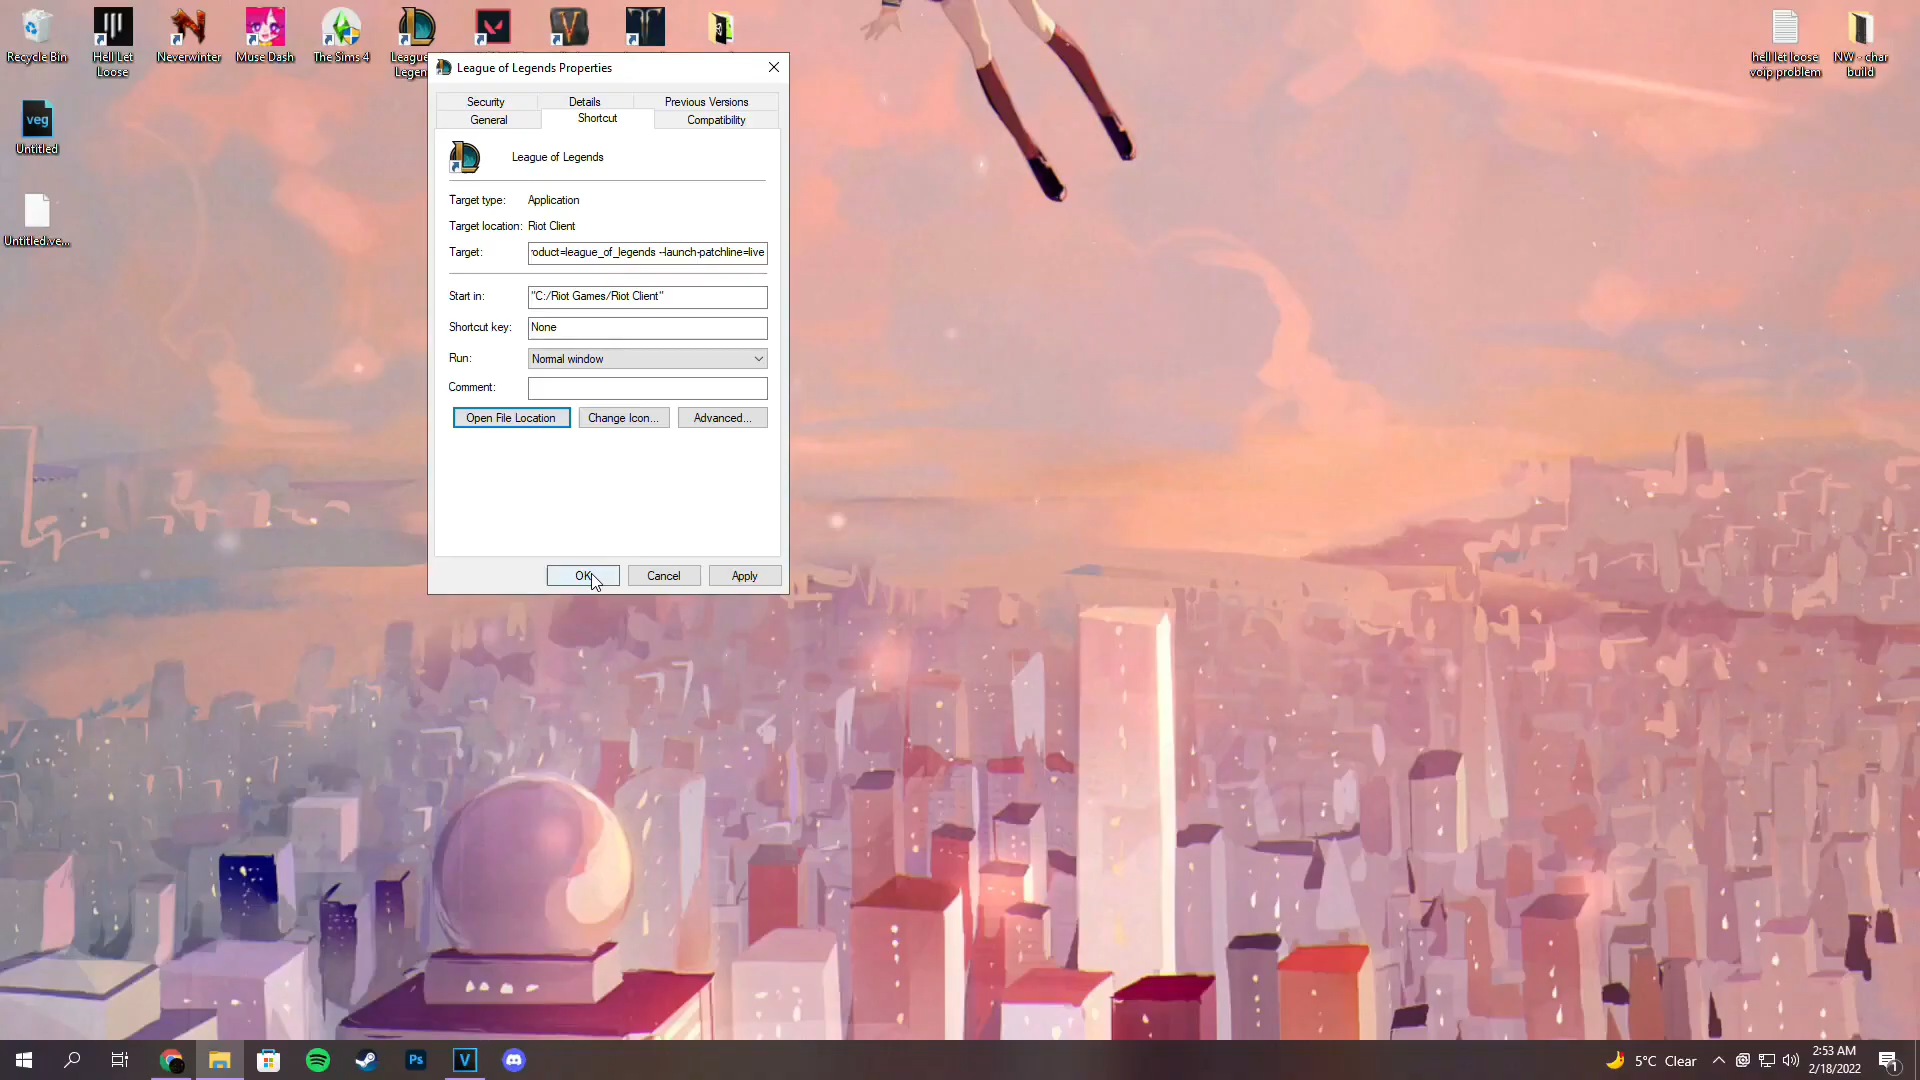 Recycle Bin
Hell Let
Loose
Neverwinter
Muse Dash
The Sims 4
League
Legen
hell let loose
voip problem
NW - char
build
veg
Untitled
Untitled.ve...
League of Legends Properties
Security
Details
Previous Versions
General
Shortcut
Compatibility
League of Legends
Target type:
Application
Target location:
Riot Client
Target:
oduct=league_of_legends --launch-patchline=live
Start in:
"C:/Riot Games/Riot Client"
Shortcut key:
None
Run:
Normal window
Comment:
Open File Location
Change Icon...
Advanced...
OK
Cancel
Apply
Ps
V
5°C Clear
2:53 AM
2/18/2022
1